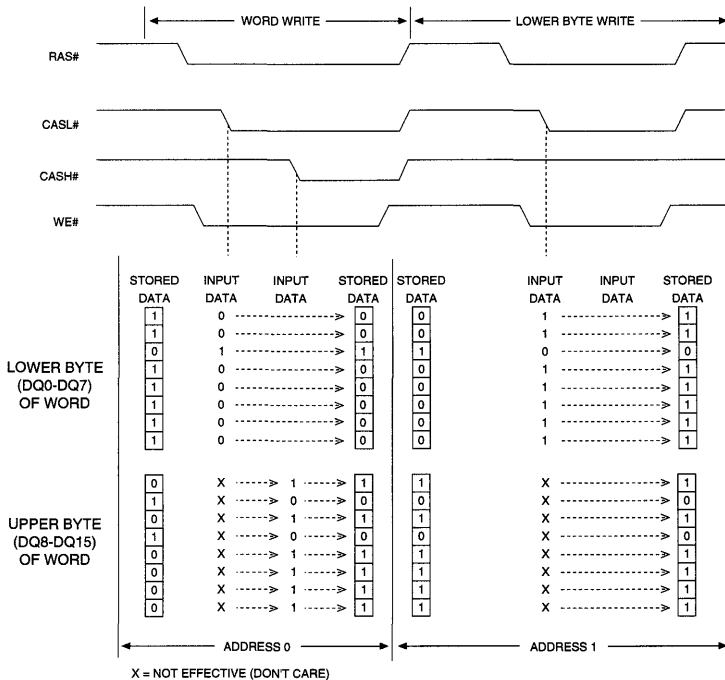 WORD WRITE LOWER BYTE WRITE
RAS#
CASL#
CASH#
WE#
STORED INPUT INPUT STORED STORED INPUT INPUT STORED
DATA DATA DATA DATA DATA DATA DATA DATA
1 0 0 0 1 1
1 0 0 0 1 1
0 1 1 1 0 0
1 0 0 0 1 1
1 0 0 0 1 1
1 0 0 0 1 1
1 0 0 0 1 1
1 0 0 0 1 1
LOWER BYTE
(DQ0-DQ7)
OF WORD
0 X 1 1 1 X 1
1 X 0 0 0 X 0
0 X 1 1 1 X 1
1 X 0 0 0 X 0
0 X 1 1 1 X 1
0 X 1 1 1 X 1
0 X 1 1 1 X 1
0 X 1 1 1 X 1
UPPER BYTE
(DQ8-DQ15)
OF WORD
ADDRESS 0 ADDRESS 1
X = NOT EFFECTIVE (DON'T CARE)